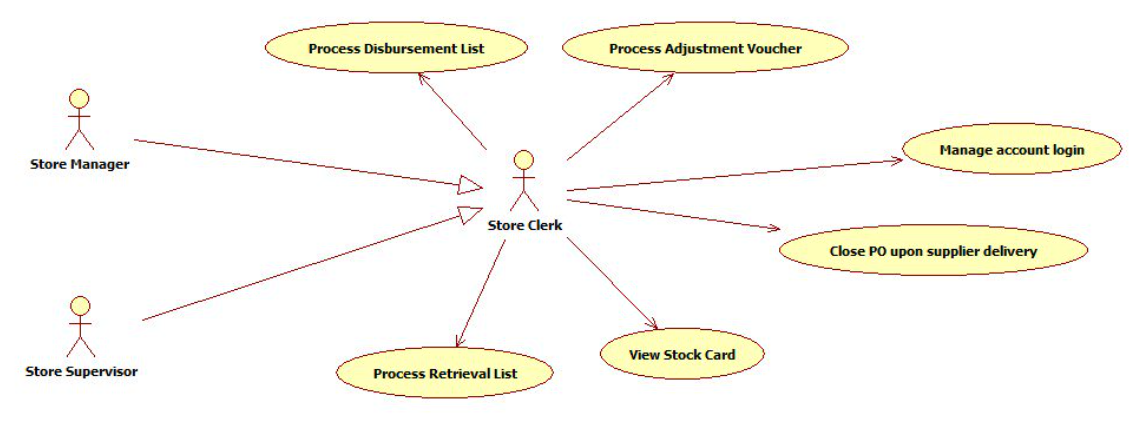 Process Disbursement List
Process Adjustment Voucher
Manage account login
Store Manager
Store Clerk
Close PO upon supplier delivery
View Stock Card
Store Supervisor
Process Retrieval List